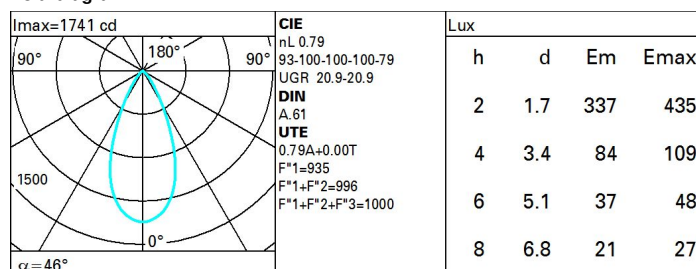 Imax=1741 cd
90°
180°
90°
1500
0°
α=46°
CIE
nL 0.79
93-100-100-100-79
UGR 20.9-20.9
DIN
A.61
UTE
0.79A+0.00T
F"1=935
F"1+F"2=996
F"1+F"2+F"3=1000
Lux
h d Em Emax
2 1.7 337 435
4 3.4 84 109
6 5.1 37 48
8 6.8 21 27